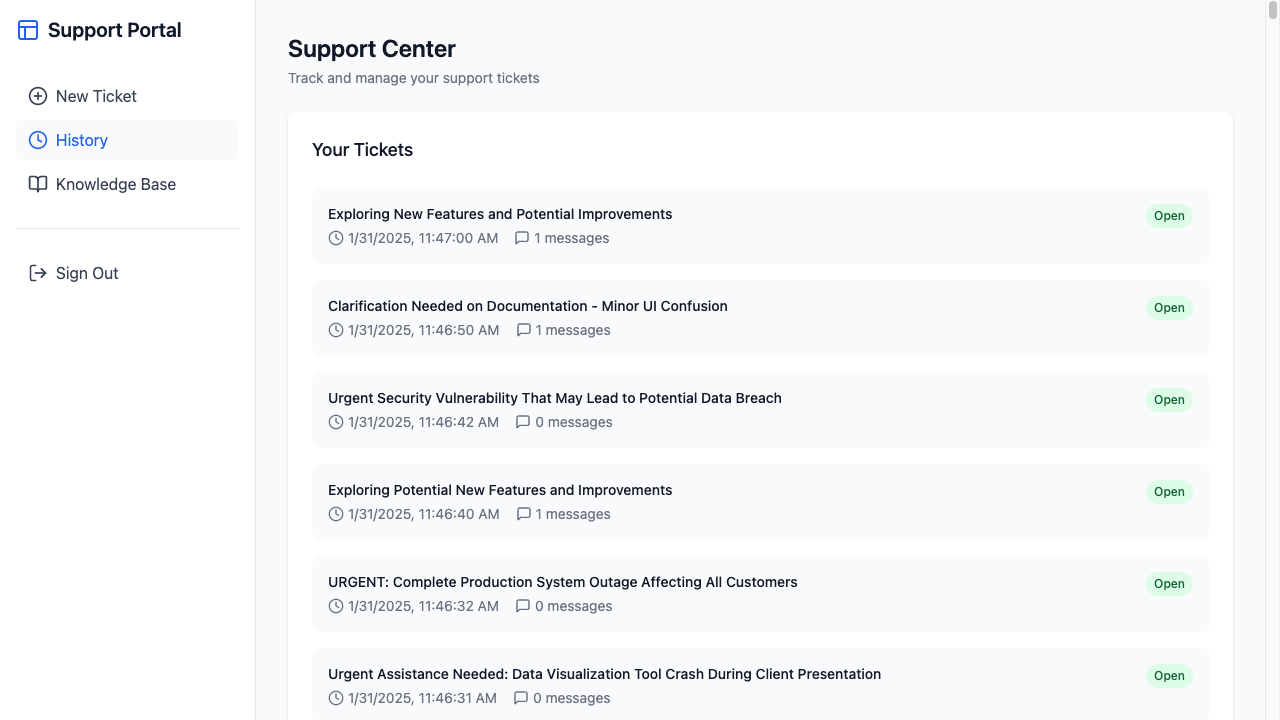 Support Portal
New Ticket
History
Knowledge Base
Sign Out
Support Center
Track and manage your support tickets
Your Tickets
Exploring New Features and Potential Improvements
Open
1/31/2025, 11:47:00 AM 1 messages
Clarification Needed on Documentation - Minor UI Confusion
Open
1/31/2025, 11:46:50 AM 1 messages
Urgent Security Vulnerability That May Lead to Potential Data Breach
Open
1/31/2025, 11:46:42 AM 0 messages
Exploring Potential New Features and Improvements
Open
1/31/2025, 11:46:40 AM 1 messages
URGENT: Complete Production System Outage Affecting All Customers
Open
1/31/2025, 11:46:32 AM 0 messages
Urgent Assistance Needed: Data Visualization Tool Crash During Client Presentation
Open
1/31/2025, 11:46:31 AM 0 messages